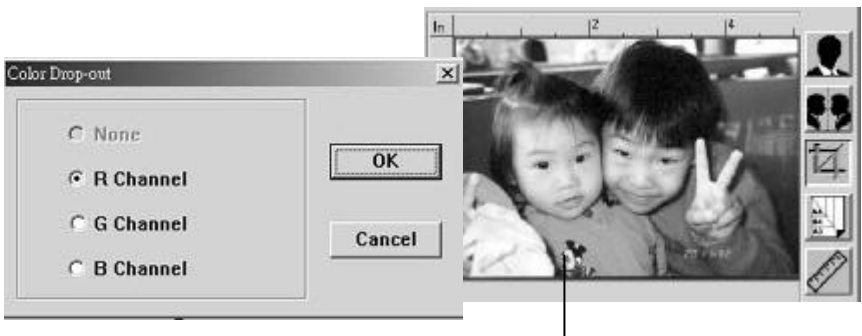 In 2 4
Color Drop-out
None
R Channel
G Channel
B Channel
OK
Cancel